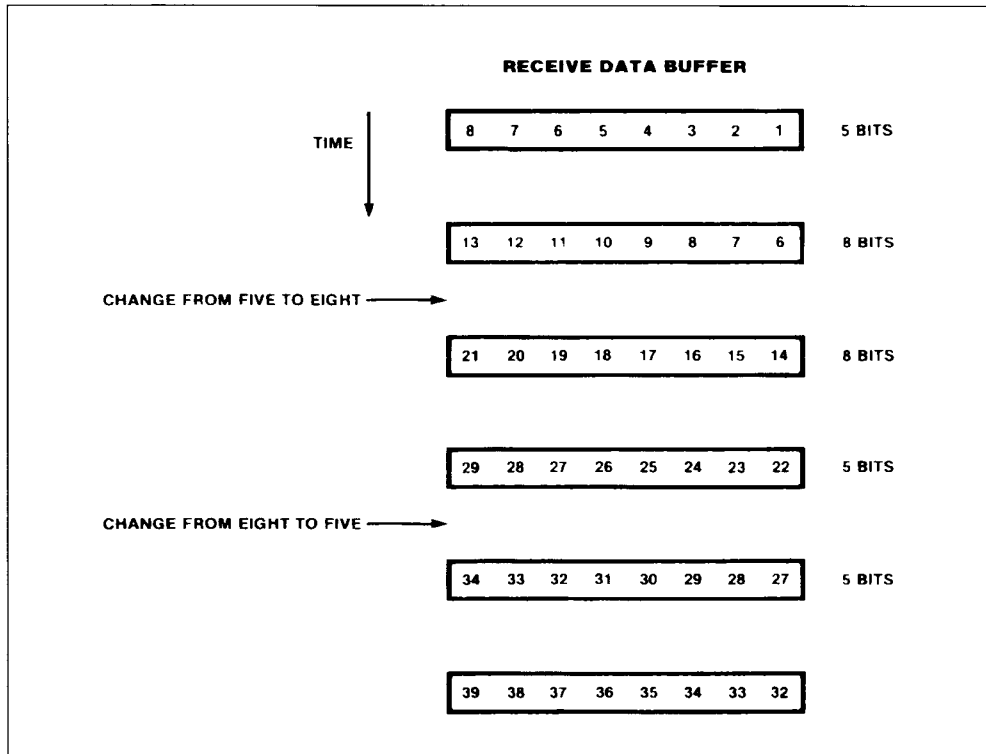 RECEIVE DATA BUFFER
TIME
8 7 6 5 4 3 2 1 5 BITS
13 12 11 10 9 8 7 6 8 BITS
CHANGE FROM FIVE TO EIGHT
21 20 19 18 17 16 15 14 8 BITS
29 28 27 26 25 24 23 22 5 BITS
CHANGE FROM EIGHT TO FIVE
34 33 32 31 30 29 28 27 5 BITS
39 38 37 36 35 34 33 32